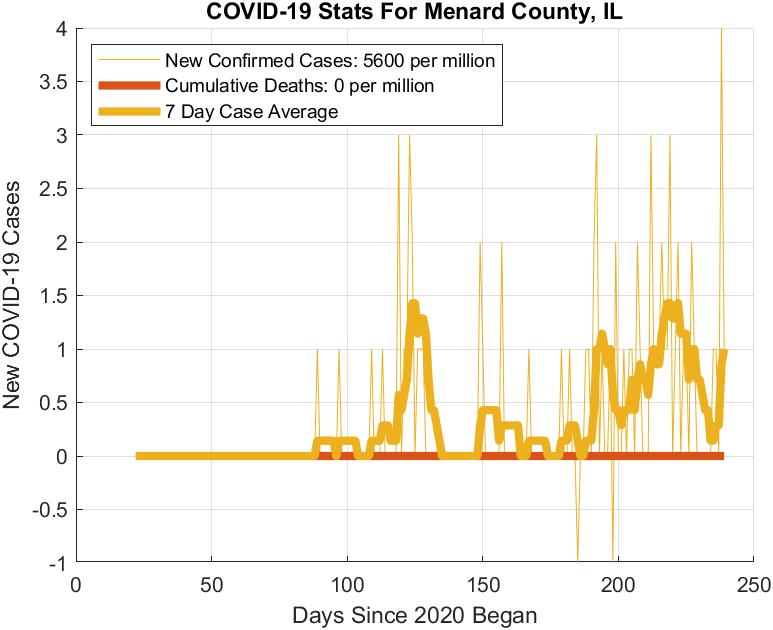 COVID-19 Stats For Menard County, IL
New Confirmed Cases: 5600 per million
Cumulative Deaths: 0 per million
7 Day Case Average
New COVID-19 Cases
4
3.5
3
2.5
2
1.5
1
0.5
0
-0.5
-1
0 50 100 150 200 250
Days Since 2020 Began